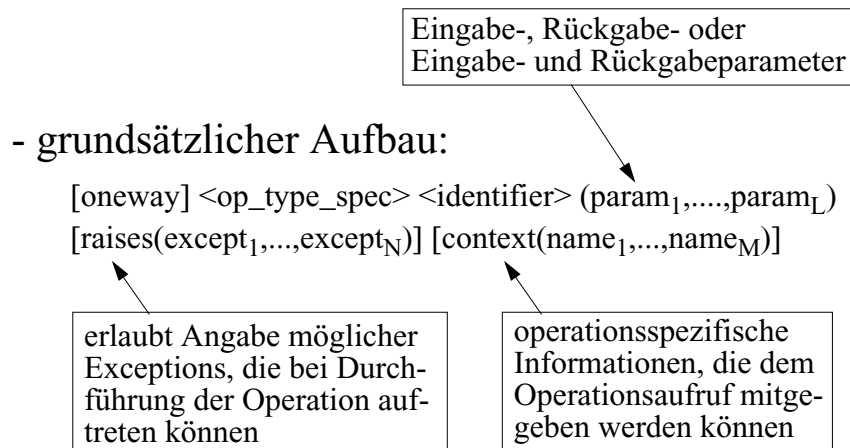 Eingabe-, Rückgabe- oder
Eingabe- und Rückgabeparameter
- grundsätzlicher Aufbau:
[oneway] <op_type_spec> <identifier> (param1,....,paramL)
[raises(except1,...,exceptN)] [context(name1,...,nameM)]
erlaubt Angabe möglicher
Exceptions, die bei Durch-
führung der Operation auf-
treten können
operationsspezifische
Informationen, die dem
Operationsaufruf mitge-
geben werden können